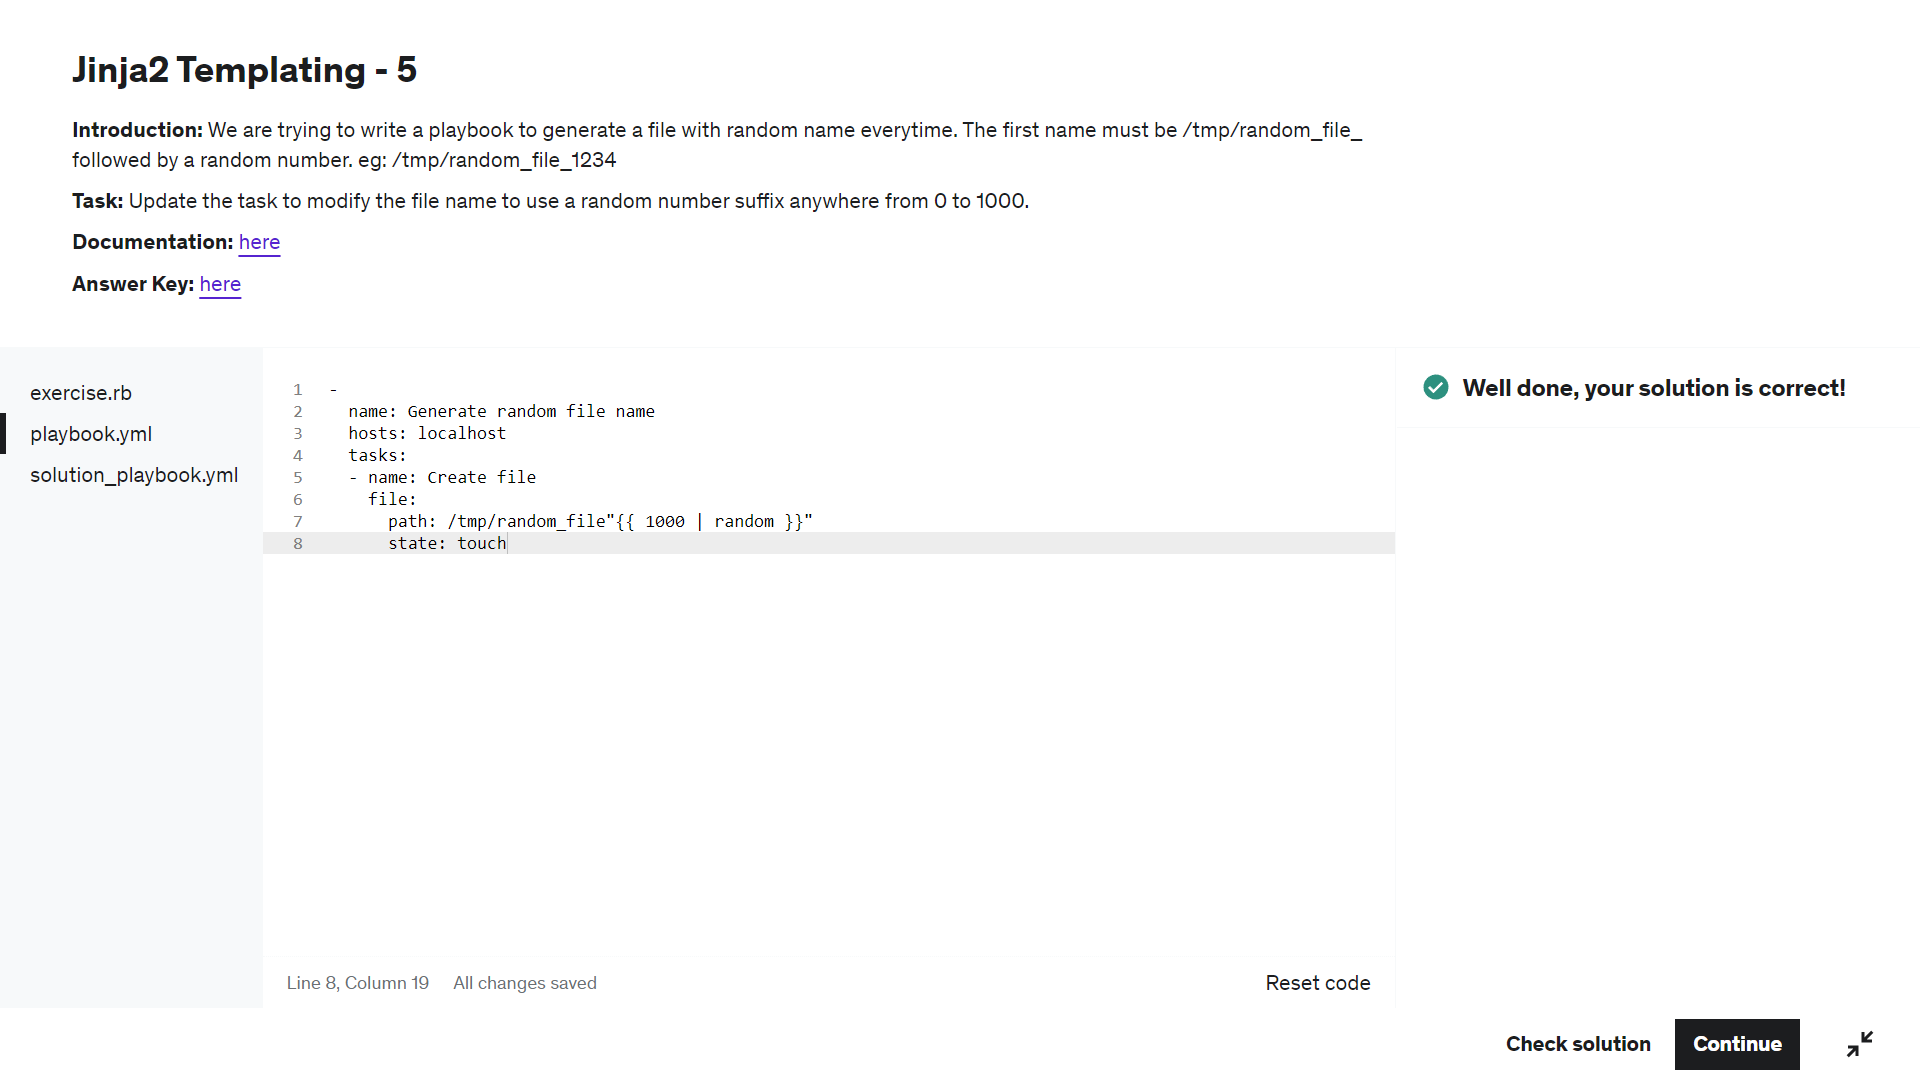 Jinja2 Templating - 5
Introduction: We are trying to write a playbook to generate a file with random name everytime. The first name must be /tmp/random_file_
followed by a random number. eg: /tmp/random_file_1234
Task: Update the task to modify the file name to use a random number suffix anywhere from 0 to 1000.
Documentation: here
Answer Key: here
exercise.rb
playbook.yml
solution_playbook.yml
1 -
2 name: Generate random file name
3 hosts: localhost
4 tasks:
5 - name: Create file
6 file:
7 path: /tmp/random_file"{{ 1000 | random }}"
8 state: touch
Well done, your solution is correct!
Line 8, Column 19 All changes saved
Reset code
Check solution
Continue